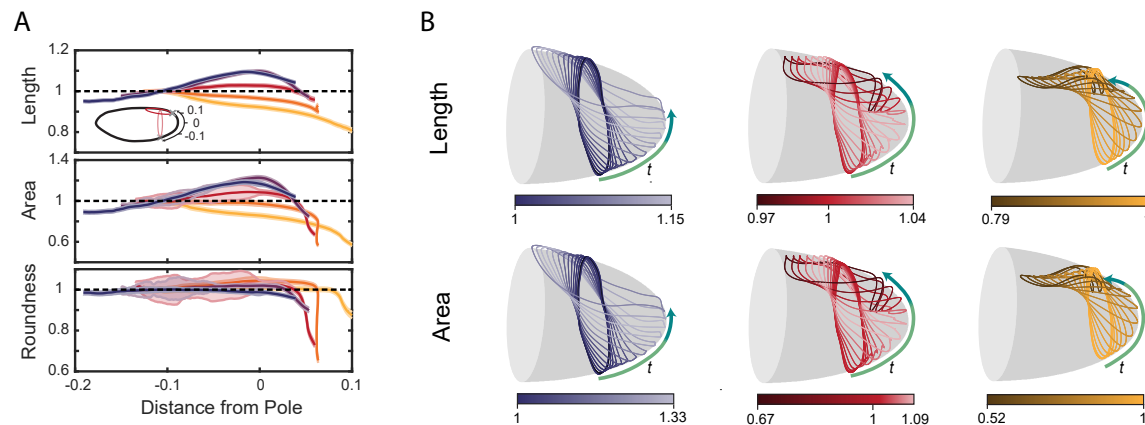 A
B
1.2
1
0.8
Length
0.1
0
-0.1
1.4
1
0.6
Area
1
0.8
0.6
Roundness
-0.2
-0.1
0
0.1
Distance from Pole
Length
t
t
t
1
1.15
0.97
1
1.04
0.79
1
Area
t
t
t
1
1.33
0.67
1
1.09
0.52
1